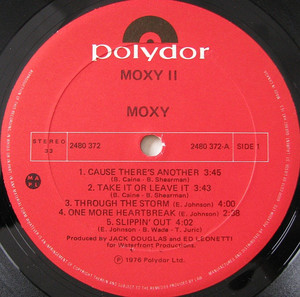 polydor
MOXY II
MOXY
STEREO
33
2480 372
2480 372-A
SIDE 1
MAPL
1. CAUSE THERE'S ANOTHER 3:45
(B. Caine - B. Shearman)
2. TAKE IT OR LEAVE IT 3:43
(B. Caine - B. Shearman)
3. THROUGH THE STORM (E. Johnson) 4:00
4. ONE MORE HEARTBREAK (E. Johnson) 2:38
5. SLIPPIN' OUT 4:02
(E. Johnson - B. Wade - T. Juric)
Produced by JACK DOUGLAS and ED LEONETTI
for Waterfront Productions.
℗ 1976 Polydor Ltd.